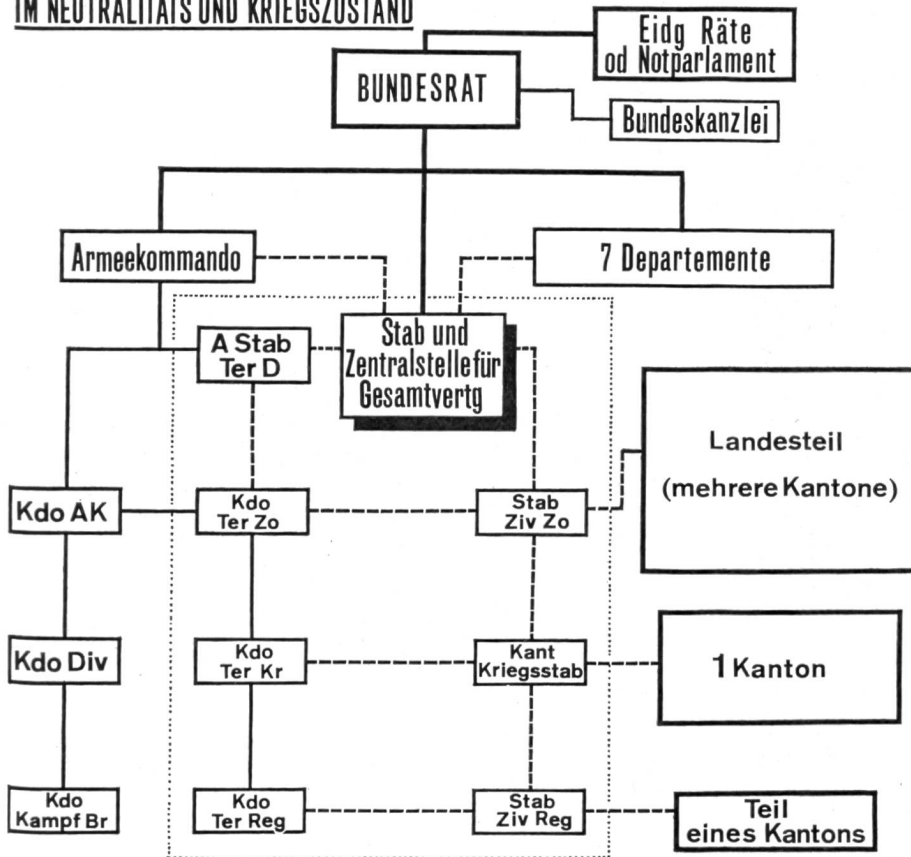 IM NEUTRALITÄTS UND KRIEGSZUSTAND
Eidg Räte
od Notparlament
BUNDESRAT
Bundeskanzlei
Armeekommando
7 Departemente
A Stab
Ter D
Stab und
Zentralstelle für
Gesamtvertg
Landesteil
(mehrere Kantone)
Kdo AK
Kdo
Ter Zo
Stab
Ziv Zo
Kdo Div
Kdo
Ter Kr
Kant
Kriegsstab
1 Kanton
Kdo
Kampf Br
Kdo
Ter Reg
Stab
Ziv Reg
Teil
eines Kantons